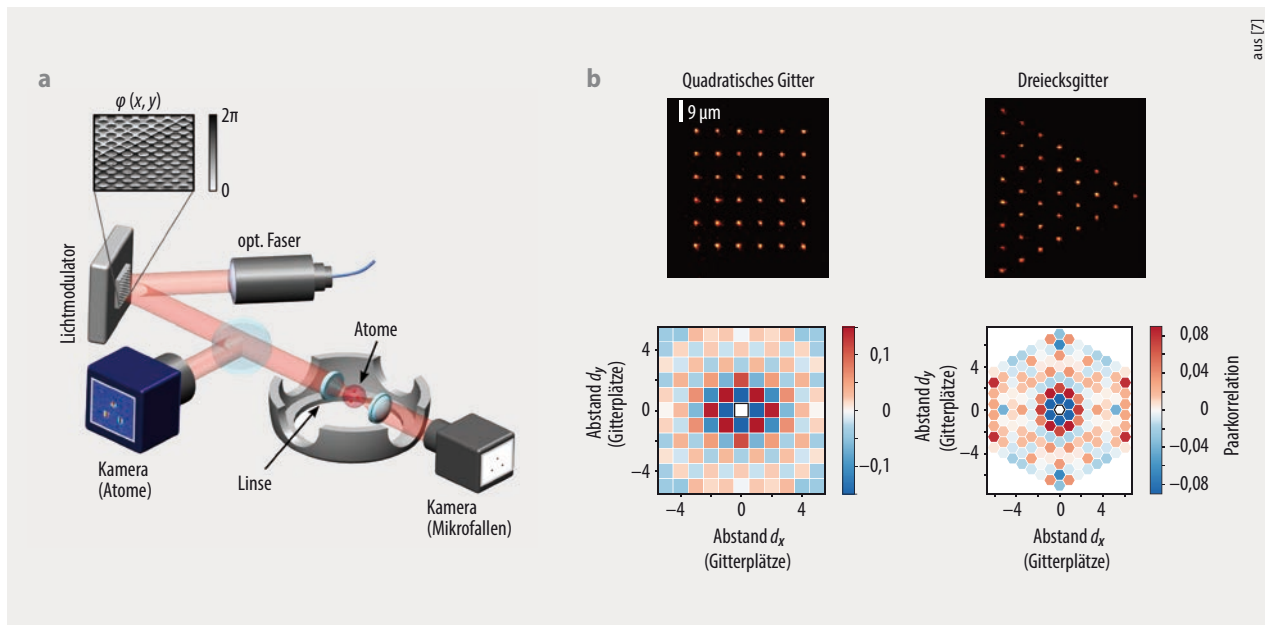 aus [7]
a
φ (x, y)
2π
0
Lichtmodulator
opt. Faser
Atome
Linse
Kamera
(Atome)
Kamera
(Mikrofallen)
b
Quadratisches Gitter
9 µm
Dreiecksgitter
Abstand dy
(Gitterplätze)
4
0
−4
−4
0
4
Abstand dx
(Gitterplätze)
0,1
0
−0,1
Abstand dy
(Gitterplätze)
4
0
−4
−4
0
4
Abstand dx
(Gitterplätze)
0,08
0,04
0
−0,04
−0,08
Paarkorrelation